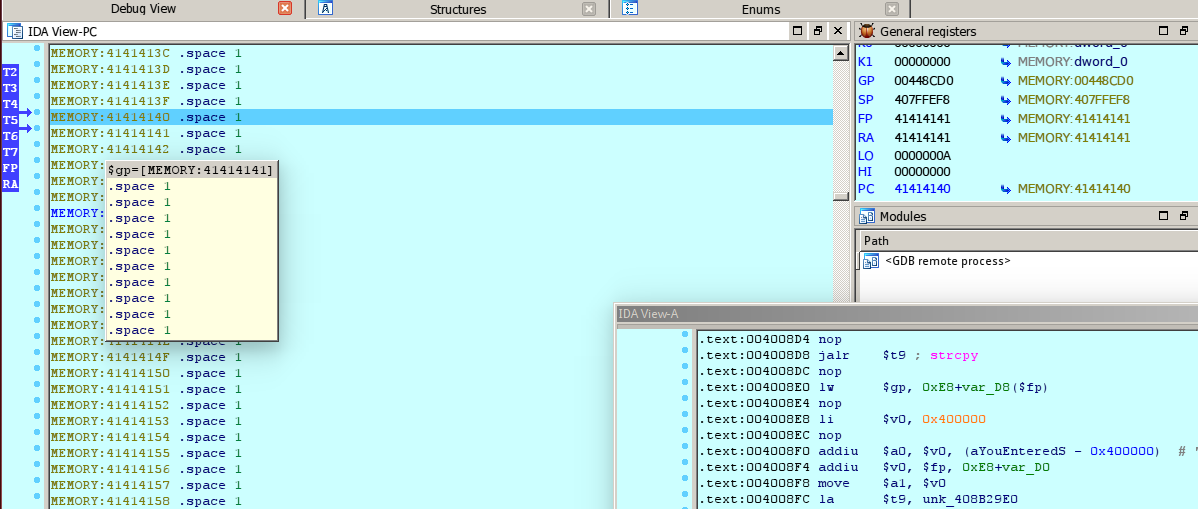 Debug View
Structures
Enums
IDA View-PC
MEMORY:4141413C .space 1
MEMORY:4141413D .space 1
MEMORY:4141413E .space 1
MEMORY:4141413F .space 1
MEMORY:41414140 .space 1
MEMORY:41414141 .space 1
MEMORY:41414142 .space 1
MEMORY:
MEMORY:
MEMORY:
MEMORY:
MEMORY:
MEMORY:
MEMORY:
MEMORY:
MEMORY:
MEMORY:
MEMORY:
MEMORY:4141414E .space 1
MEMORY:4141414F .space 1
MEMORY:41414150 .space 1
MEMORY:41414151 .space 1
MEMORY:41414152 .space 1
MEMORY:41414153 .space 1
MEMORY:41414154 .space 1
MEMORY:41414155 .space 1
MEMORY:41414156 .space 1
MEMORY:41414157 .space 1
MEMORY:41414158 .space 1
T2
T3
T4
T5
T6
T7
FP
RA
$gp=[MEMORY:41414141]
.space 1
.space 1
.space 1
.space 1
.space 1
.space 1
.space 1
.space 1
.space 1
.space 1
General registers
K1 00000000 MEMORY:dword_0
GP 00448CD0 MEMORY:00448CD0
SP 407FFEF8 MEMORY:407FFEF8
FP 41414141 MEMORY:41414141
RA 41414141 MEMORY:41414141
LO 0000000A
HI 00000000
PC 41414140 MEMORY:41414140
Modules
Path
<GDB remote process>
IDA View-A
.text:004008D4 nop
.text:004008D8 jalr $t9 ; strcpy
.text:004008DC nop
.text:004008E0 lw $gp, 0xE8+var_D8($fp)
.text:004008E4 nop
.text:004008E8 li $v0, 0x400000
.text:004008EC nop
.text:004008F0 addiu $a0, $v0, (aYouEnteredS - 0x400000) # "
.text:004008F4 addiu $v0, $fp, 0xE8+var_D0
.text:004008F8 move $a1, $v0
.text:004008FC la $t9, unk_408B29E0